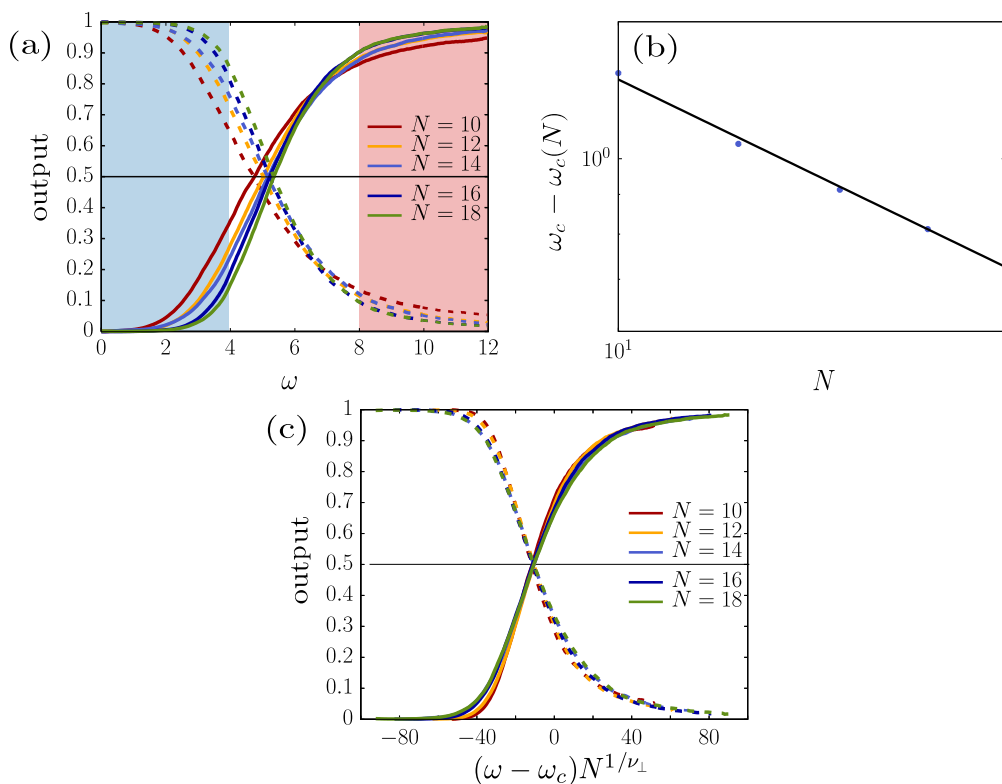 (a)
output
1
0.9
0.8
0.7
0.6
0.5
0.4
0.3
0.2
0.1
0
0 2 4 6 8 10 12
ω
N = 10
N = 12
N = 14
N = 16
N = 18
(b)
ω_c − ω_c(N)
10^0
10^1
N
(c)
output
1
0.9
0.8
0.7
0.6
0.5
0.4
0.3
0.2
0.1
0
−80 −40 0 40 80
(ω − ω_c)N^{1/ν_⊥}
N = 10
N = 12
N = 14
N = 16
N = 18